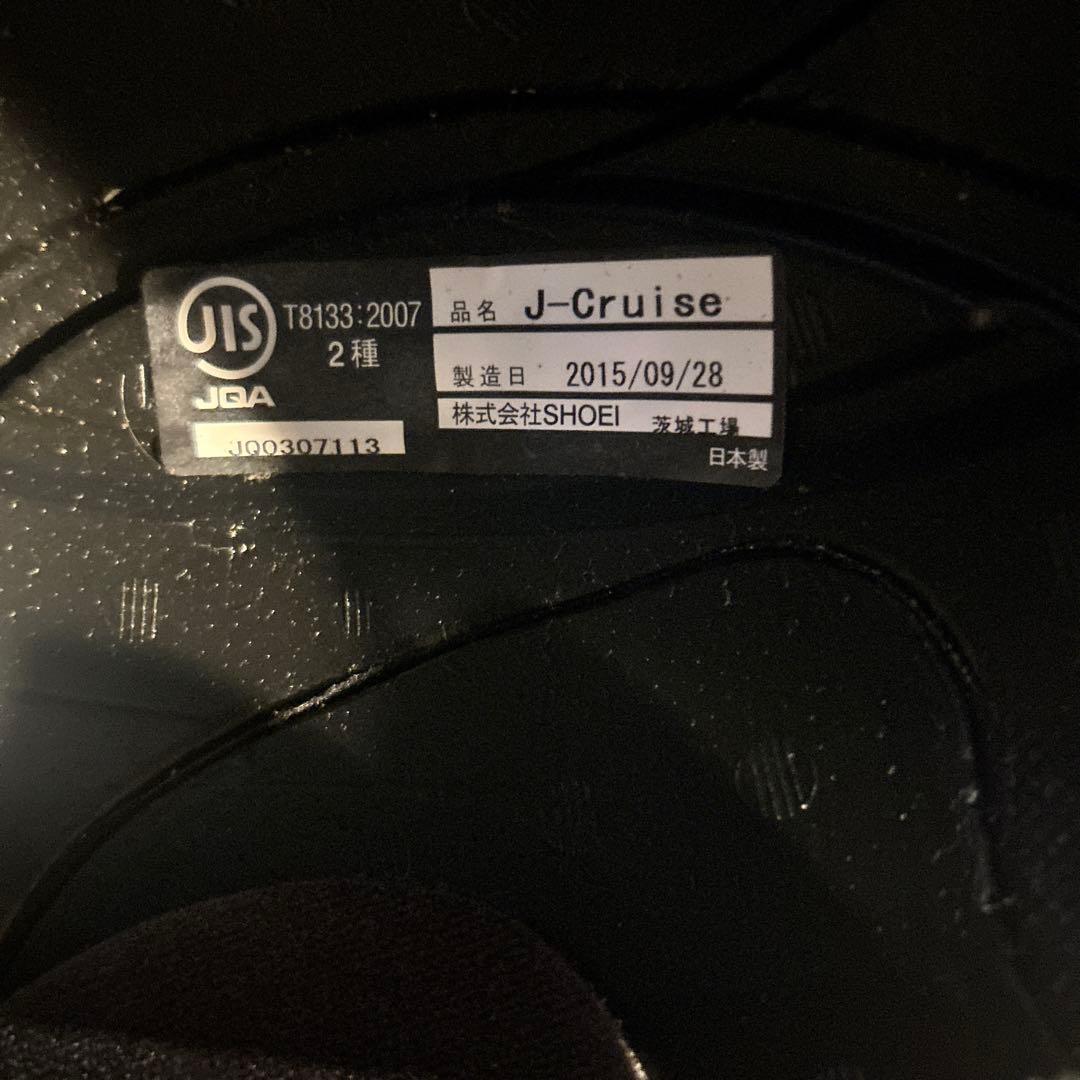 JIS
T8133:2007
2種
JQA
JQ0307113
品名 J-Cruise
製造日 2015/09/28
株式会社SHOEI 茨城工場
日本製